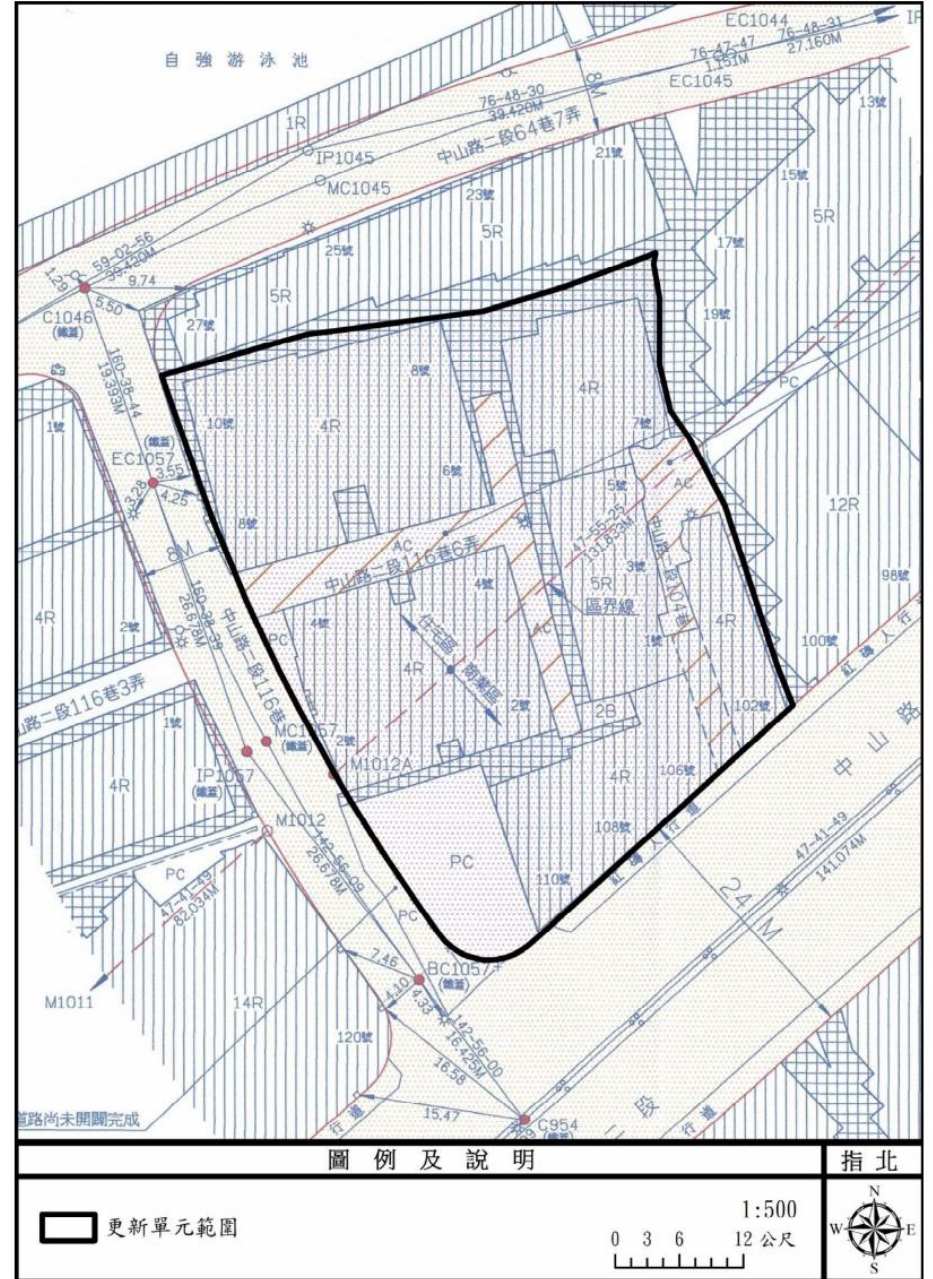 自強游泳池
EC1044
76-48-31
27.160M
76-47-47
1.151M
EC1045
8M
76-48-30
39.420M
1R
IP1045
MC1045
中山路二段64巷7弄
13號
15號
5R
17號
19號
21號
23號
5R
25號
5R
27號
59-02-56
39.420M
1.29
9.74
5.50
C1046
(鐵蓋)
160-38-44
19.393M
1號
(鐵蓋)
EC1057
3.55
3.28
4.25
8M
10號
4R
8號
6號
8號
4R
7號
5號
PC
AC
12R
98號
AC
中山路二段116巷6弄
47-55-25
131.833M
3號
5R
區界線
1號
4R
100號
102號
紅磚人行道
4R
2號
160-38-39
26.678M
中山路二段116巷
PC
4號
4號
4R
住宅區
商業區
2號
AC
2B
4R
106號
108號
110號
紅磚人行道
中山路二段
47-41-49
141.074M
24M
山路二段116巷3弄
1號
4R
MC1057
(鐵蓋)
IP1057
(鐵蓋)
2號
M1012A
M1012
PC
47-41-49
82.034M
M1011
142-56-09
26.678M
PC
PC
14R
7.46
4.10
4.33
BC1057
(鐵蓋)
142-56-00
16.425M
16.58
120號
15.47
C954
道路尚未開闢完成
行道
行道
圖例及說明
指北
更新單元範圍
1:500
0 3 6 12 公尺
N
W
E
S